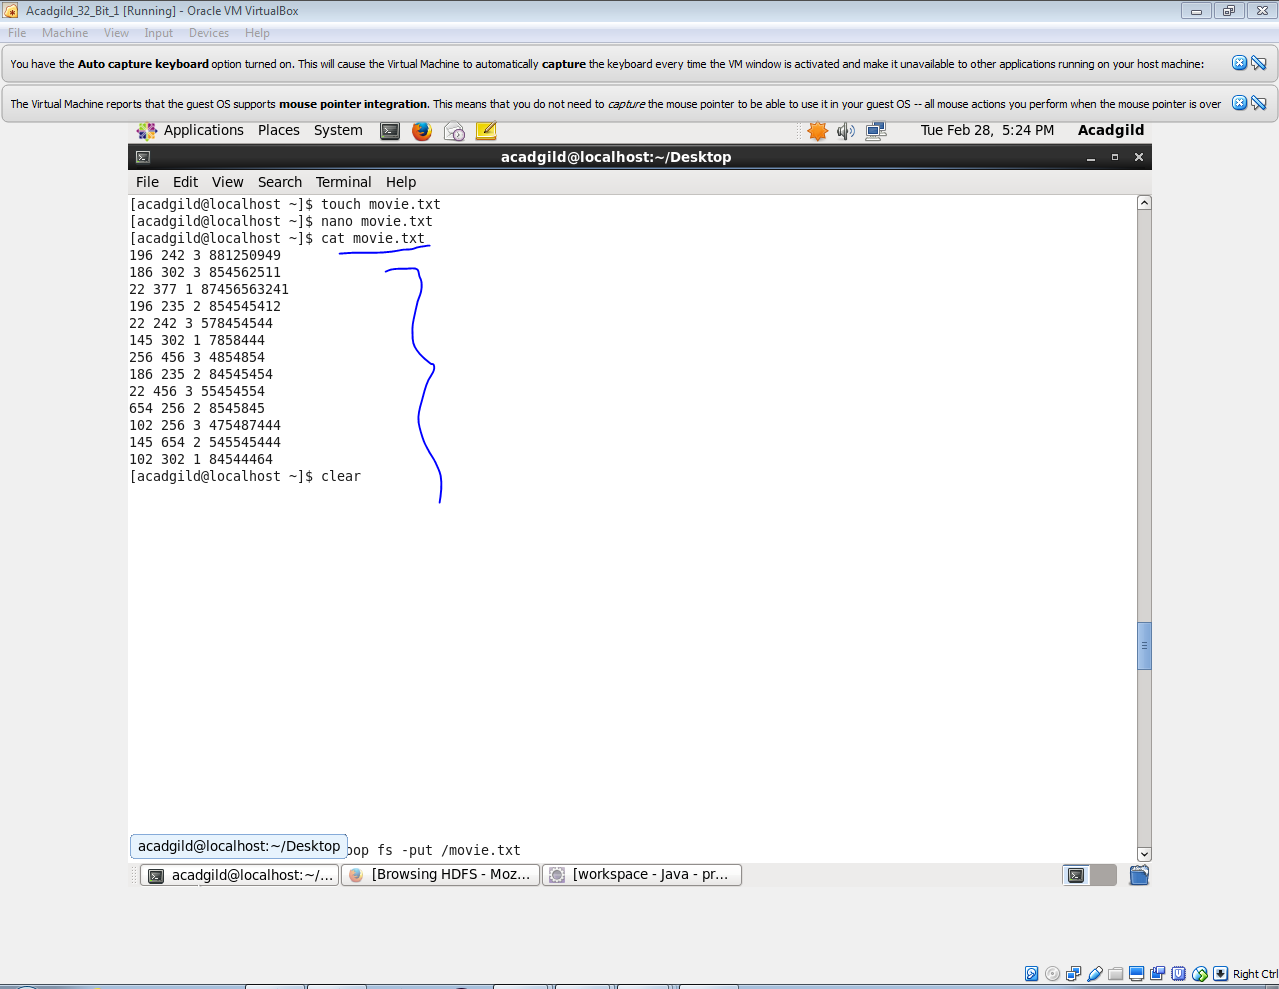 Acadgild_32_Bit_1 [Running] - Oracle VM VirtualBox
File Machine View Input Devices Help
You have the Auto capture keyboard option turned on. This will cause the Virtual Machine to automatically capture the keyboard every time the VM window is activated and make it unavailable to other applications running on your host machine:
The Virtual Machine reports that the guest OS supports mouse pointer integration. This means that you do not need to capture the mouse pointer to be able to use it in your guest OS -- all mouse actions you perform when the mouse pointer is over
Applications Places System Tue Feb 28, 5:24 PM Acadgild
acadgild@localhost:~/Desktop
File Edit View Search Terminal Help
[acadgild@localhost ~]$ touch movie.txt
[acadgild@localhost ~]$ nano movie.txt
[acadgild@localhost ~]$ cat movie.txt
196 242 3 881250949
186 302 3 854562511
22 377 1 87456563241
196 235 2 854545412
22 242 3 578454544
145 302 1 7858444
256 456 3 4854854
186 235 2 84545454
22 456 3 55454554
654 256 2 8545845
102 256 3 475487444
145 654 2 545545444
102 302 1 84544464
[acadgild@localhost ~]$ clear
acadgild@localhost:~/Desktop
oop fs -put /movie.txt
acadgild@localhost:~/... [Browsing HDFS - Moz... [workspace - Java - pr...
Right Ctrl